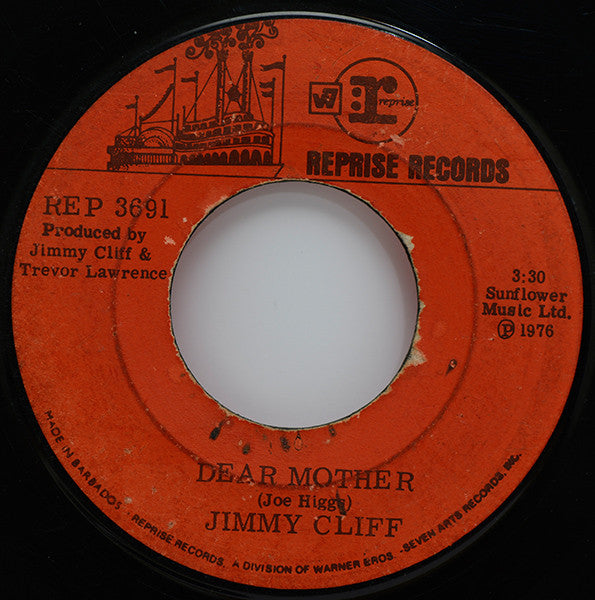 W7
r
reprise
REPRISE RECORDS
REP 3691
Produced by
Jimmy Cliff &
Trevor Lawrence
3:30
Sunflower
Music Ltd.
℗ 1976
DEAR MOTHER
(Joe Higgs)
JIMMY CLIFF
MADE IN BARBADOS - REPRISE RECORDS, A DIVISION OF WARNER BROS. - SEVEN ARTS RECORDS, INC.